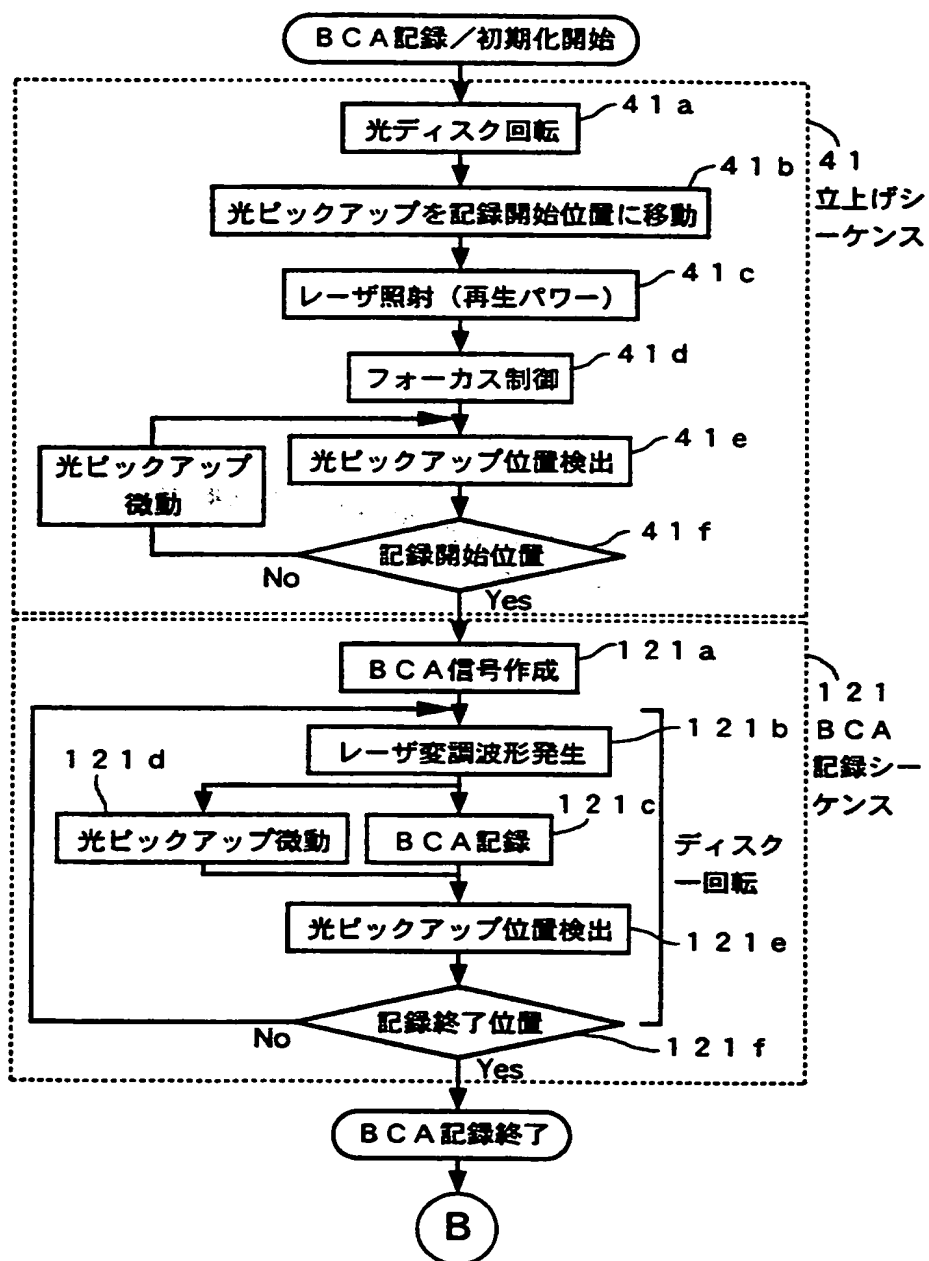 BCA記録／初期化開始
41a
光ディスク回転
41
立上げシ
ーケンス
41b
光ピックアップを記録開始位置に移動
41c
レーザ照射（再生パワー）
41d
フォーカス制御
41e
光ピックアップ位置検出
光ピックアップ
微動
41f
記録開始位置
No
Yes
121a
BCA信号作成
121
BCA
記録シー
ケンス
121b
レーザ変調波形発生
121d
121c
光ピックアップ微動
BCA記録
ディスク
一回転
光ピックアップ位置検出
121e
記録終了位置
No
121f
Yes
BCA記録終了
B